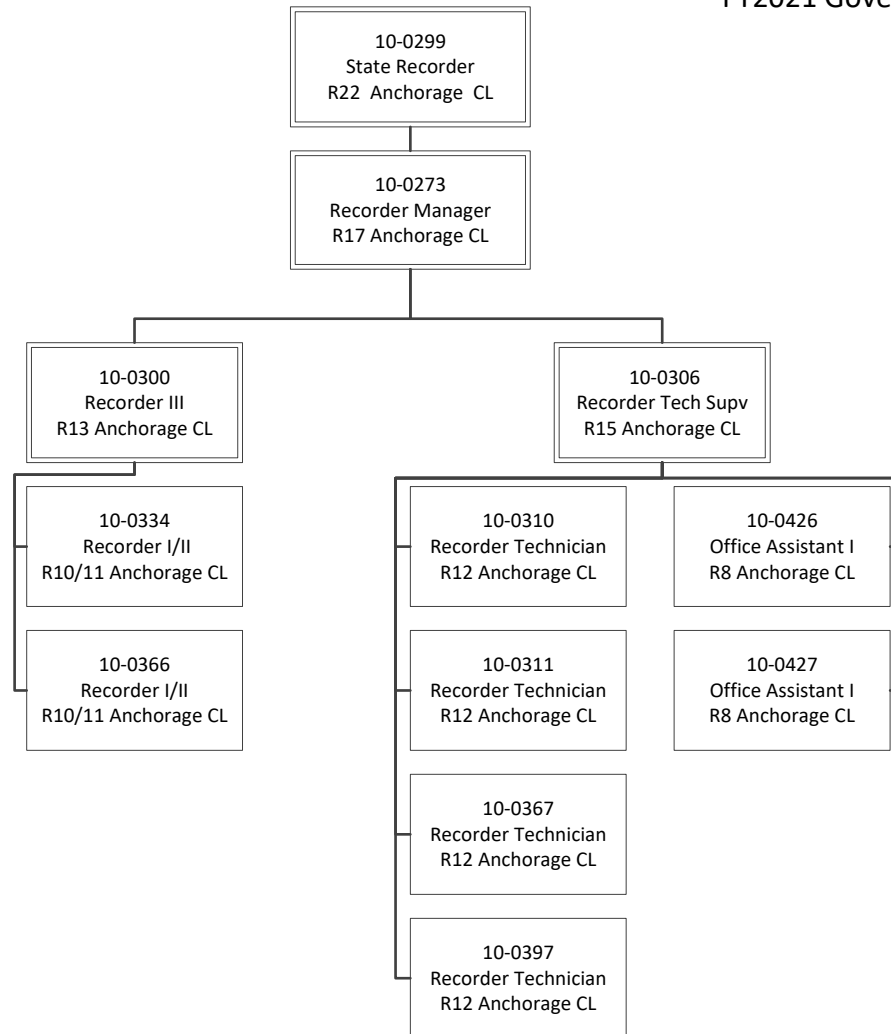 10-0299
State Recorder
R22 Anchorage CL
10-0273
Recorder Manager
R17 Anchorage CL
10-0300
Recorder III
R13 Anchorage CL
10-0306
Recorder Tech Supv
R15 Anchorage CL
10-0334
Recorder I/II
R10/11 Anchorage CL
10-0366
Recorder I/II
R10/11 Anchorage CL
10-0310
Recorder Technician
R12 Anchorage CL
10-0311
Recorder Technician
R12 Anchorage CL
10-0367
Recorder Technician
R12 Anchorage CL
10-0397
Recorder Technician
R12 Anchorage CL
10-0426
Office Assistant I
R8 Anchorage CL
10-0427
Office Assistant I
R8 Anchorage CL